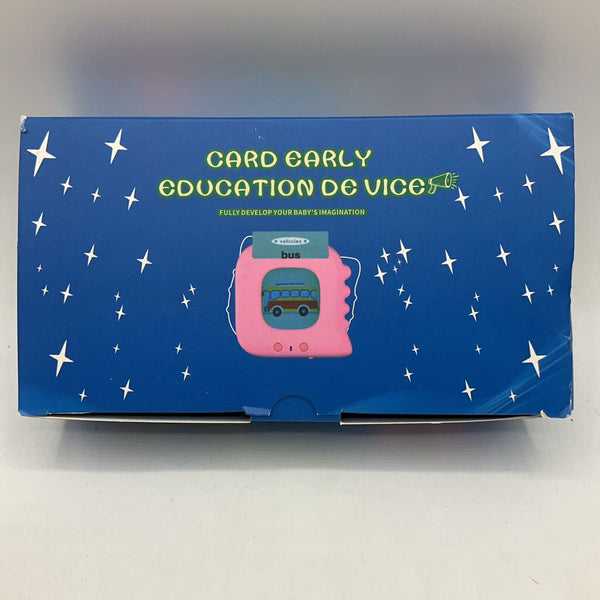 CARD EARLY
EDUCATION DE VICE
FULLY DEVELOP YOUR BABY'S IMAGINATION
vehicles
bus